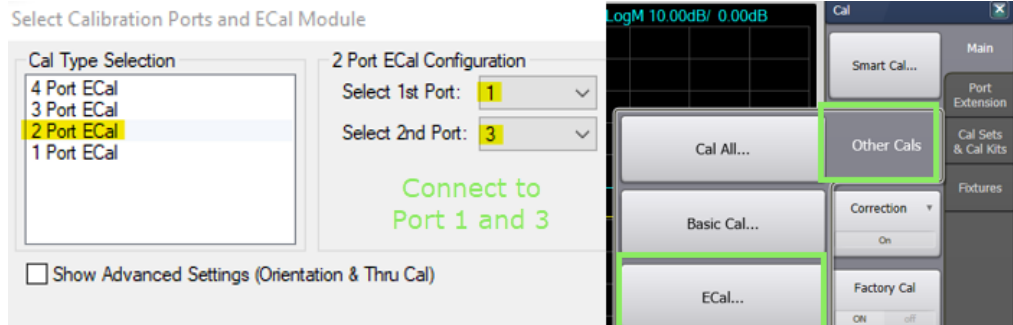 Select Calibration Ports and ECal Module
Cal Type Selection
4 Port ECal
3 Port ECal
2 Port ECal
1 Port ECal
2 Port ECal Configuration
Select 1st Port: 1
Select 2nd Port: 3
Connect to
Port 1 and 3
Show Advanced Settings (Orientation & Thru Cal)
LogM 10.00dB/ 0.00dB
Cal
Smart Cal...
Main
Port
Extension
Cal All...
Other Cals
Cal Sets
& Cal Kits
Fixtures
Basic Cal...
Correction
On
ECal...
Factory Cal
ON off